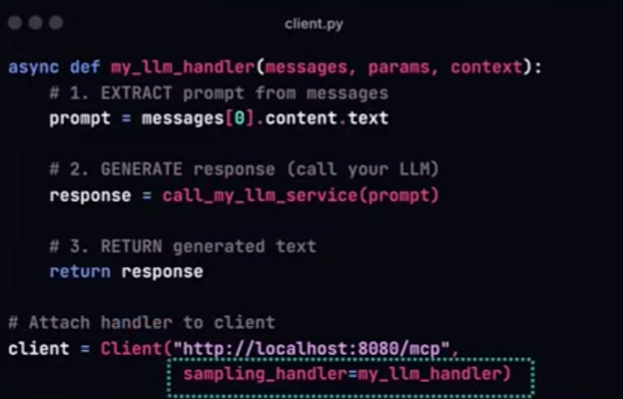 client.py
async def my_llm_handler(messages, params, context):
# 1. EXTRACT prompt from messages
prompt = messages[0].content.text
# 2. GENERATE response (call your LLM)
response = call_my_llm_service(prompt)
# 3. RETURN generated text
return response
# Attach handler to client
client = Client("http://localhost:8080/mcp",
sampling_handler=my_llm_handler)